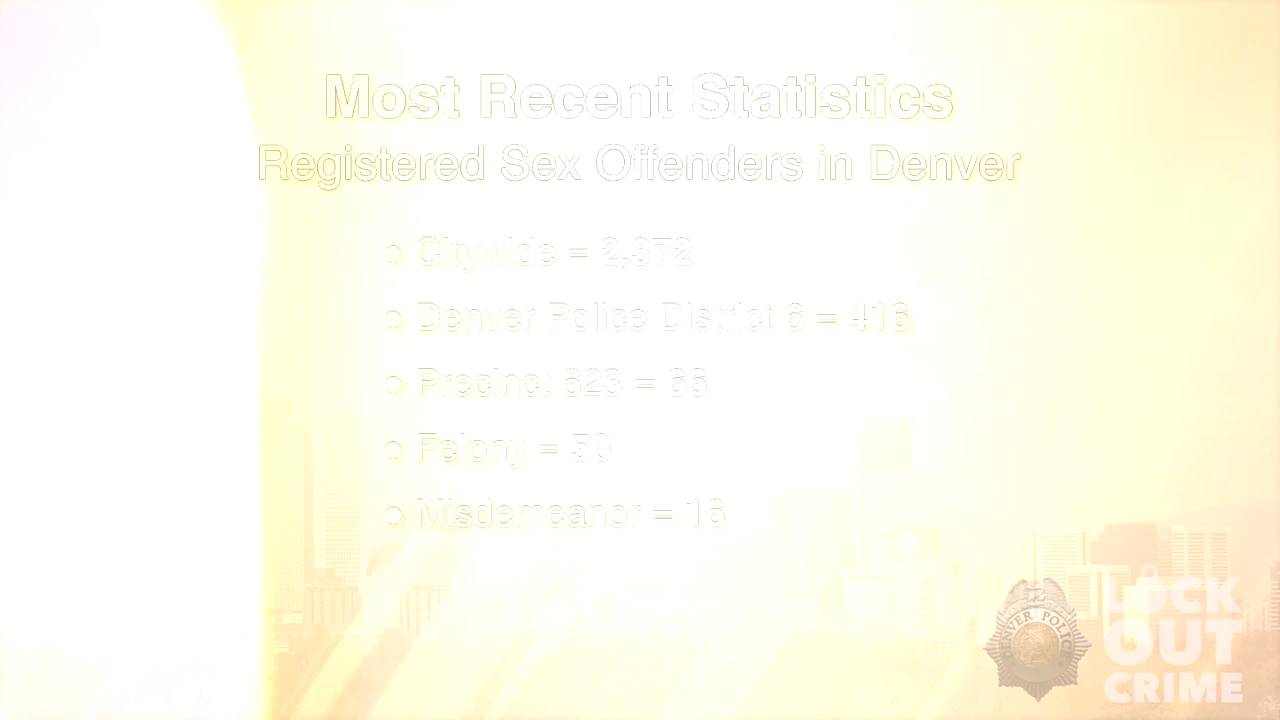 Most Recent Statistics
Registered Sex Offenders in Denver
• Citywide = 2,372
• Denver Police District 6 = 416
• Precinct 623 = 66
• Felony = 50
• Misdemeanor = 16
DENVER POLICE
LOCK
OUT
CRIME